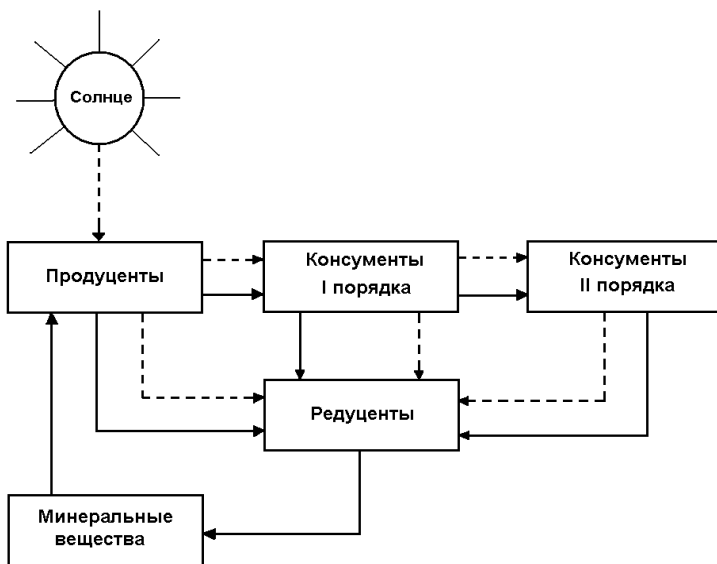 Солнце
Продуценты
Консументы
I порядка
Консументы
II порядка
Редуценты
Минеральные
вещества